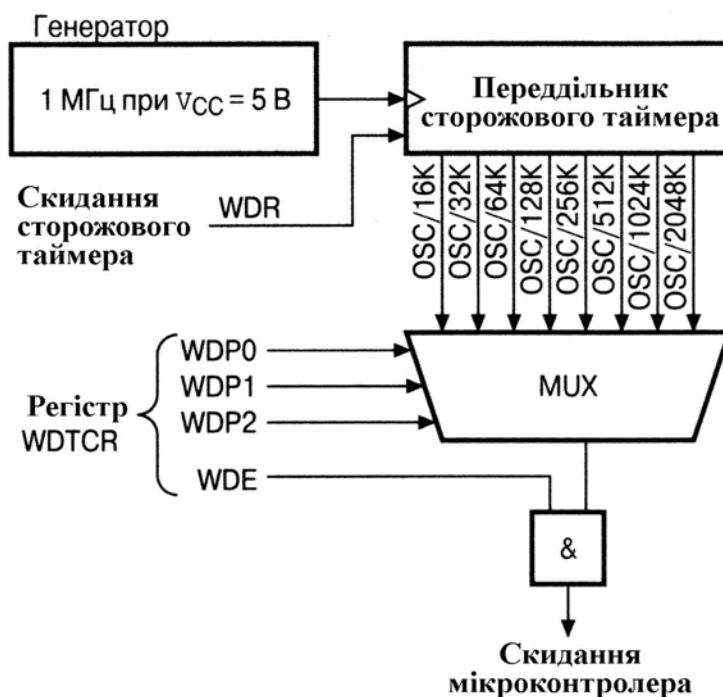 Генератор
1 МГц при VCC = 5 В
Переддільник
сторожового таймера
Скидання
сторожового
таймера
WDR
OSC/16K
OSC/32K
OSC/64K
OSC/128K
OSC/256K
OSC/512K
OSC/1024K
OSC/2048K
WDP0
WDP1
WDP2
WDE
Регістр
WDTCR
MUX
&
Скидання
мікроконтролера